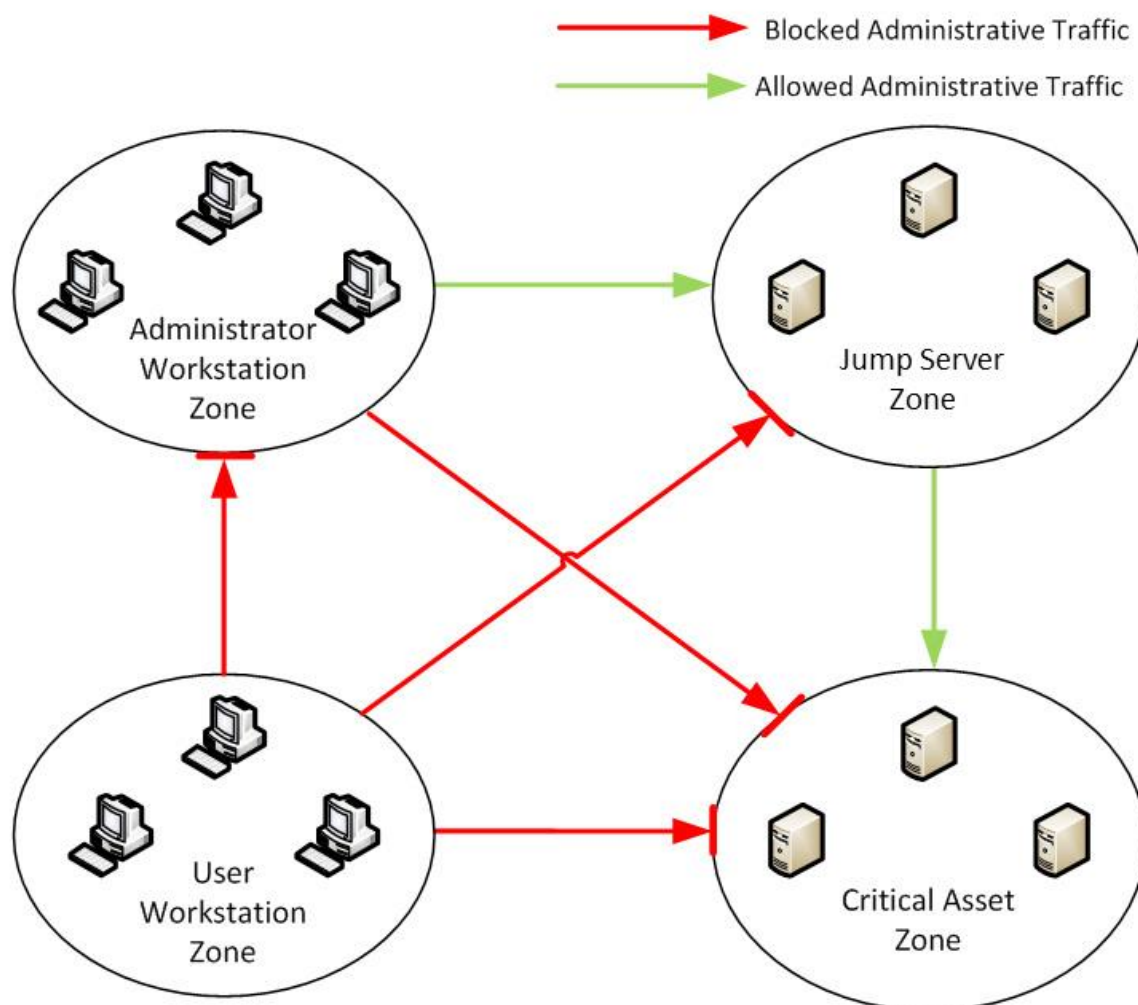 Blocked Administrative Traffic
Allowed Administrative Traffic
Administrator
Workstation
Zone
Jump Server
Zone
User
Workstation
Zone
Critical Asset
Zone